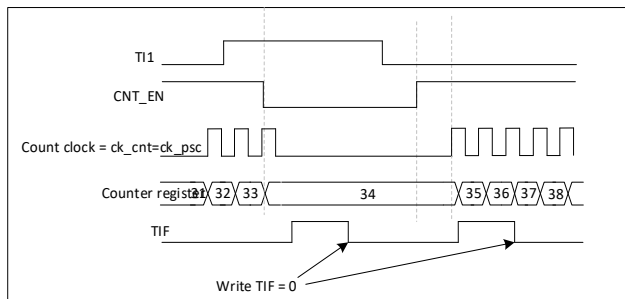 TI1
CNT_EN
Count clock = ck_cnt=ck_psc
Counter register 31 32 33 34 35 36 37 38
TIF
Write TIF = 0